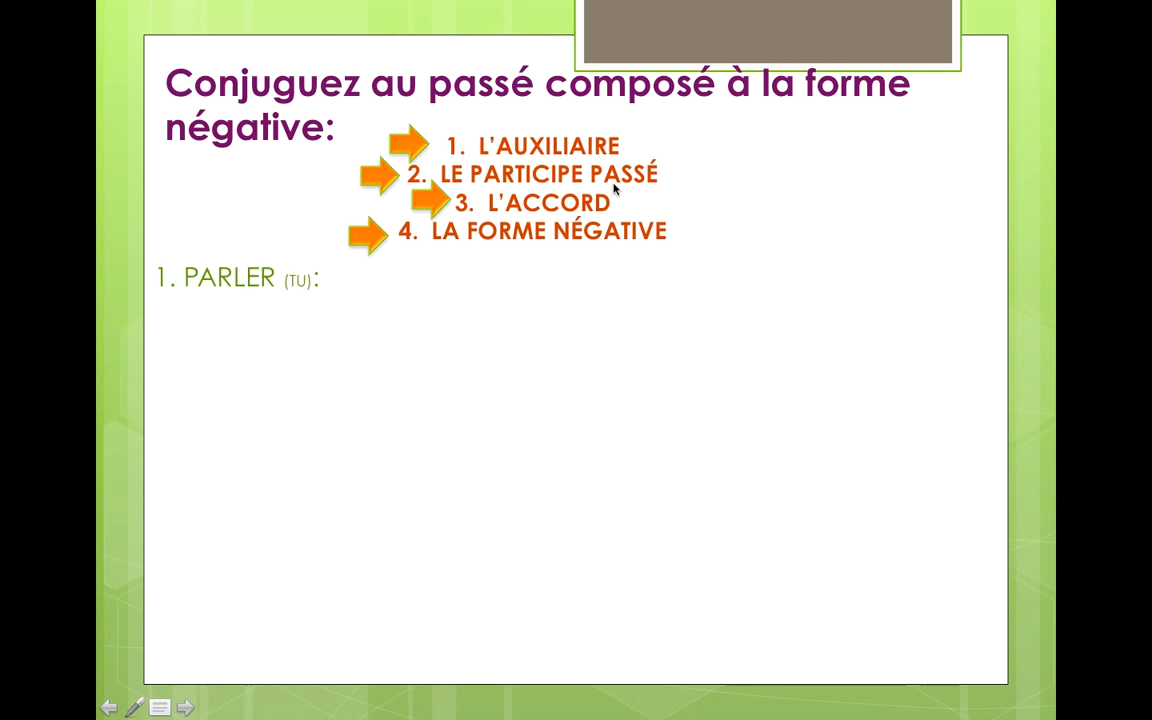 Conjuguez au passé composé à la forme
négative:
1. L’AUXILIAIRE
2. LE PARTICIPE PASSÉ
3. L’ACCORD
4. LA FORME NÉGATIVE
1. PARLER (TU):